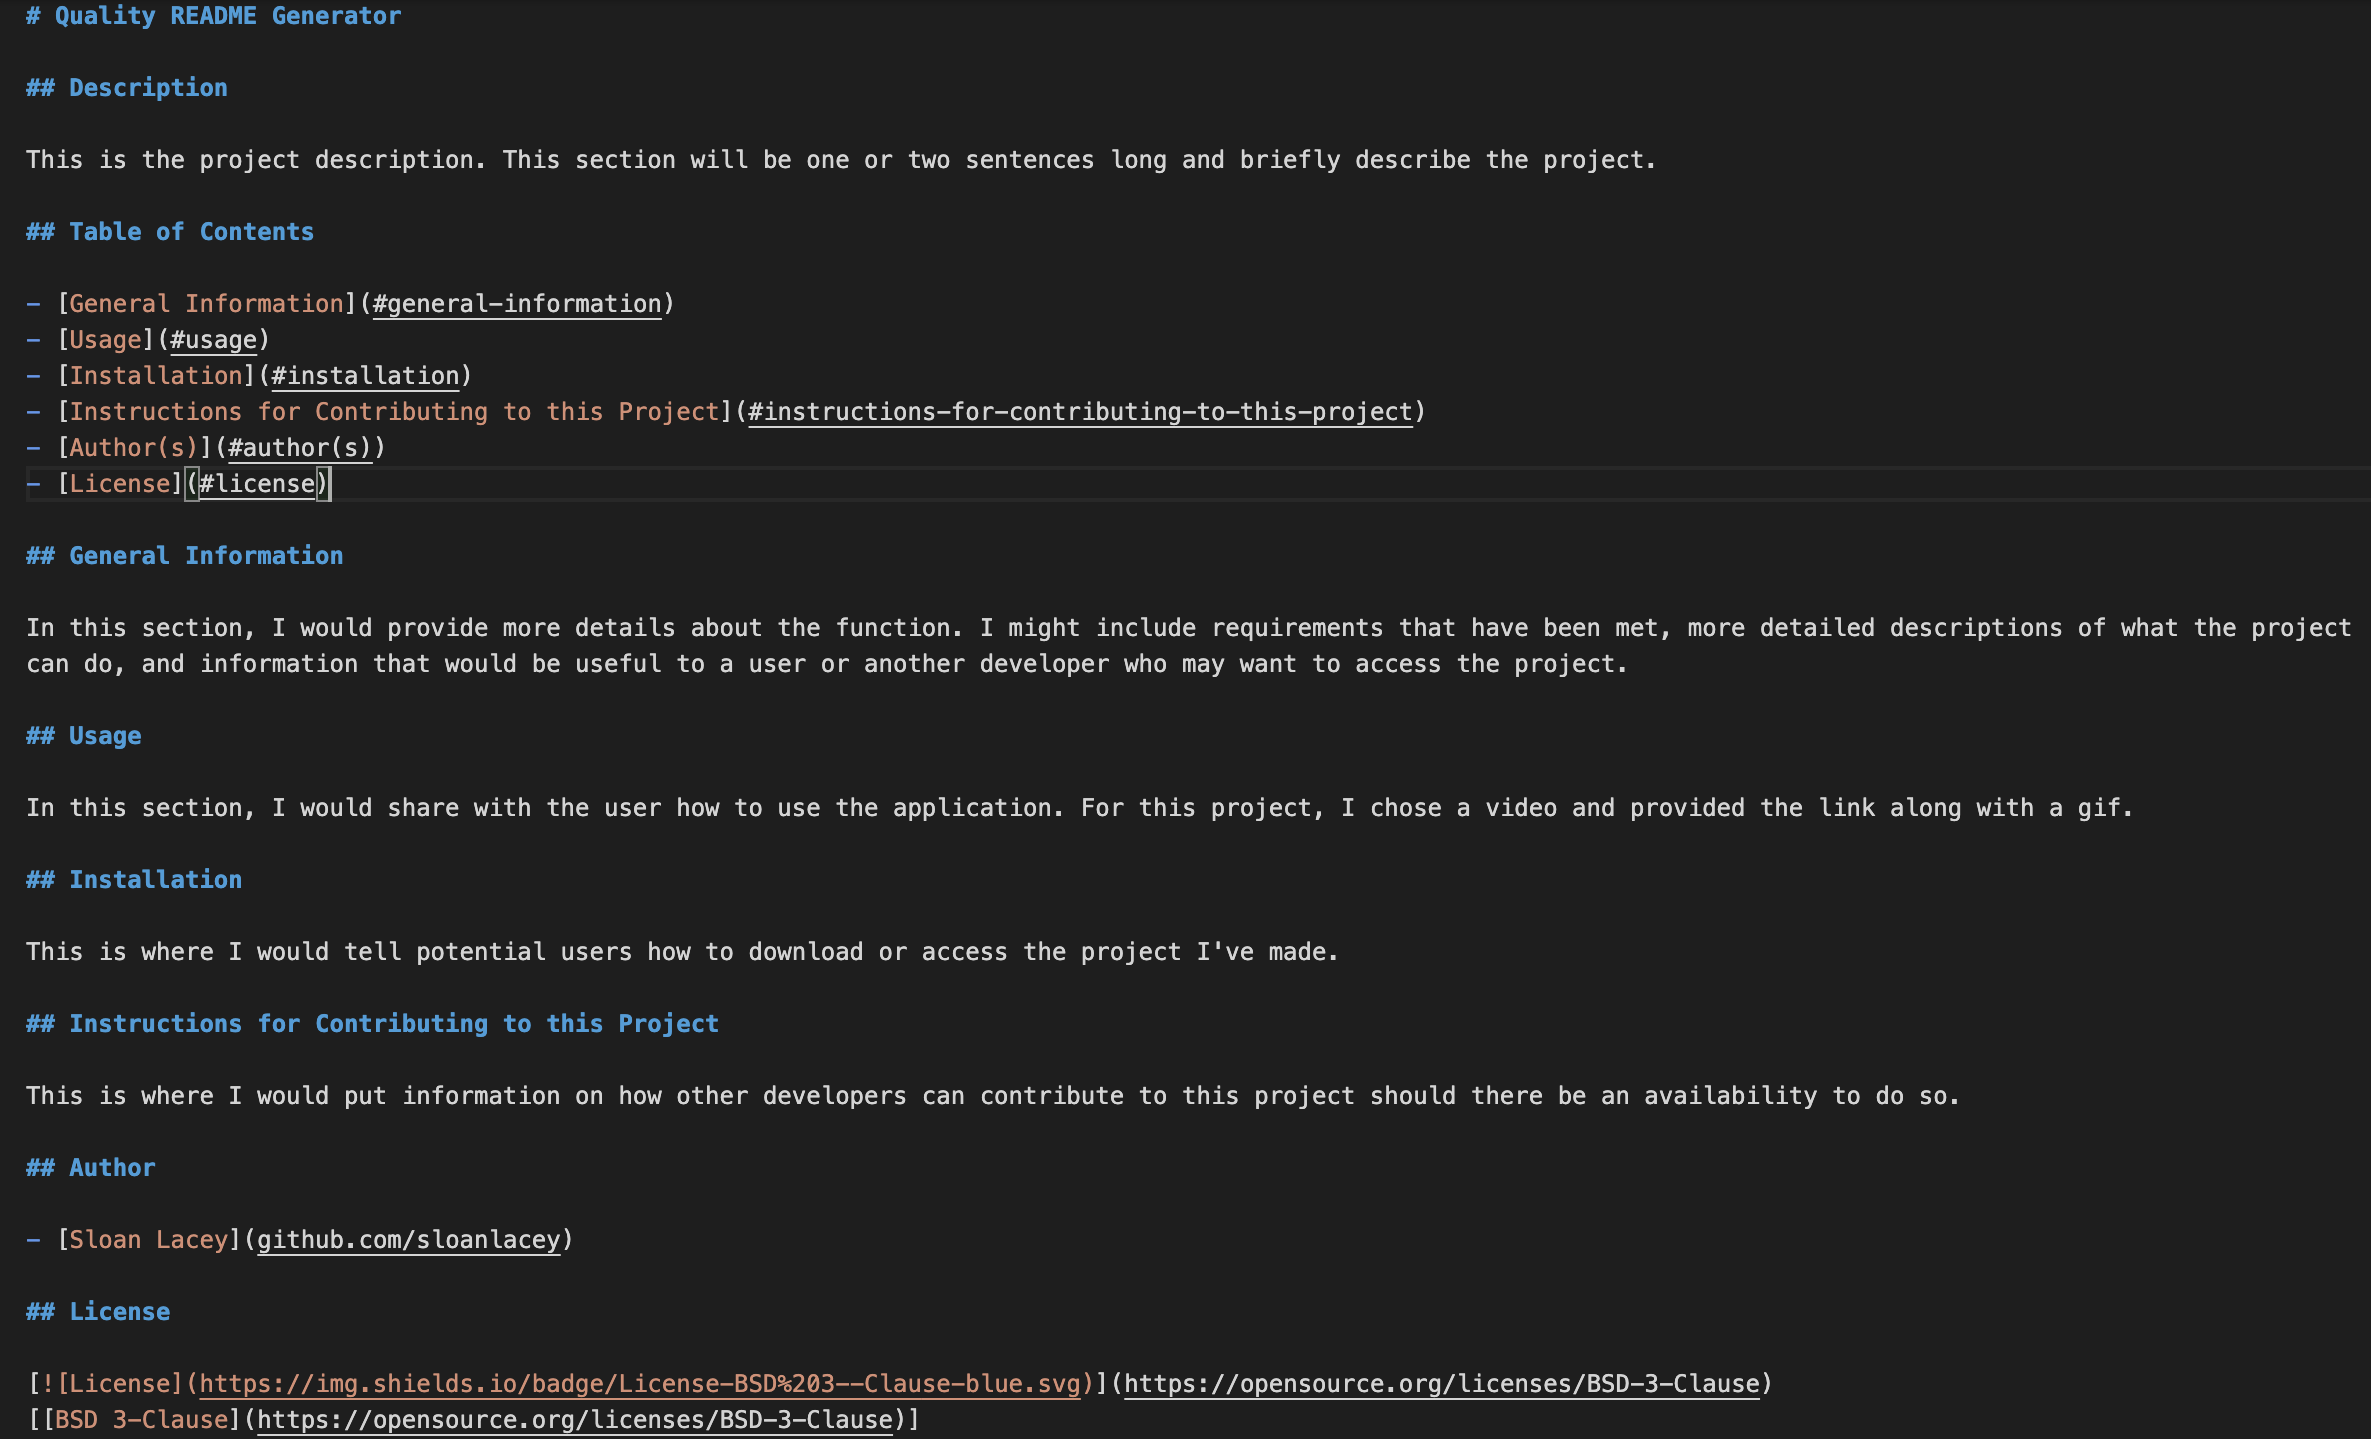 # Quality README Generator
## Description
This is the project description. This section will be one or two sentences long and briefly describe the project.
## Table of Contents
- [General Information](#general-information)
- [Usage](#usage)
- [Installation](#installation)
- [Instructions for Contributing to this Project](#instructions-for-contributing-to-this-project)
- [Author(s)](#author(s))
- [License](#license)
## General Information
In this section, I would provide more details about the function. I might include requirements that have been met, more detailed descriptions of what the project
can do, and information that would be useful to a user or another developer who may want to access the project.
## Usage
In this section, I would share with the user how to use the application. For this project, I chose a video and provided the link along with a gif.
## Installation
This is where I would tell potential users how to download or access the project I've made.
## Instructions for Contributing to this Project
This is where I would put information on how other developers can contribute to this project should there be an availability to do so.
## Author
- [Sloan Lacey](github.com/sloanlacey)
## License
[![License](https://img.shields.io/badge/License-BSD%203--Clause-blue.svg)](https://opensource.org/licenses/BSD-3-Clause)
[[BSD 3-Clause](https://opensource.org/licenses/BSD-3-Clause)]